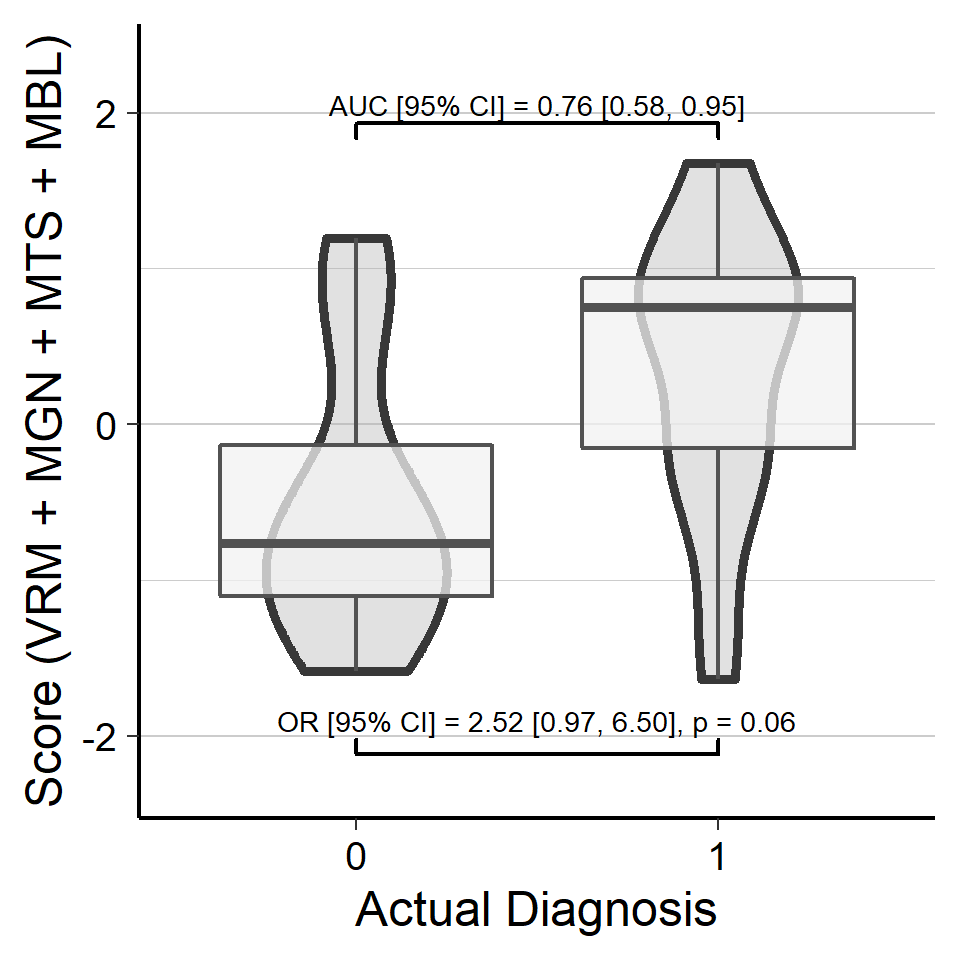 Score (VRM + MGN + MTS + MBL)
2
0
-2
AUC [95% CI] = 0.76 [0.58, 0.95]
OR [95% CI] = 2.52 [0.97, 6.50], p = 0.06
0
1
Actual Diagnosis